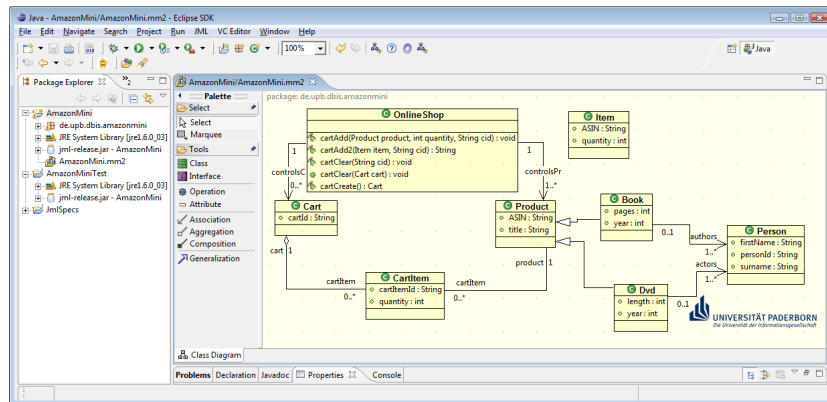 Java - AmazonMini/AmazonMini.mm2 - Eclipse SDK
File Edit Navigate Search Project Run JML VC Editor Window Help
100%
Java
Package Explorer
2
AmazonMini/AmazonMini.mm2
AmazonMini
de.upb.dbis.amazonmini
JRE System Library [jre1.6.0_03]
jml-release.jar - AmazonMini
AmazonMini.mm2
AmazonMiniTest
JRE System Library [jre1.6.0_03]
jml-release.jar - AmazonMini
JmlSpecs
Palette
Select
Select
Marquee
Tools
Class
Interface
Operation
Attribute
Association
Aggregation
Composition
Generalization
package: de.upb.dbis.amazonmini
OnlineShop
cartAdd(Product product, int quantity, String cid) : void
cartAdd2(Item item, String cid) : String
cartClear(String cid) : void
cartClear(Cart cart) : void
cartCreate() : Cart
Item
ASIN : String
quantity : int
1
controlsC
0..*
1
controlsPr
1..*
Cart
cartId : String
cart 1
Product
ASIN : String
title : String
product 1
Book
pages : int
year : int
0..1
authors
1..*
Person
firstName : String
personId : String
surname : String
actors
1..*
cartItem
0..*
CartItem
cartItemId : String
quantity : int
cartItem
0..*
Dvd
length : int
year : int
0..1
UNIVERSITÄT PADERBORN
Die Universität der Informationsgesellschaft
Class Diagram
Problems Declaration Javadoc Properties Console